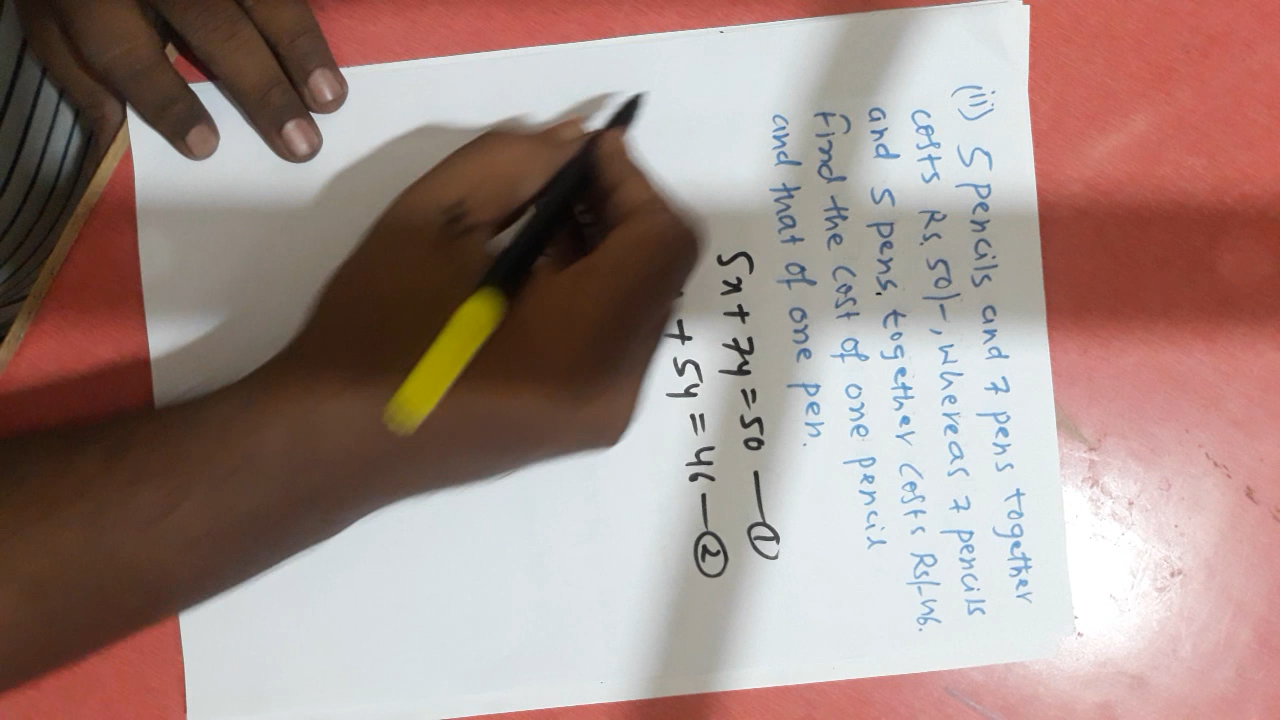 (ii) 5 pencils and 7 pens together
costs Rs. 50/-, whereas 7 pencils
and 5 pens. together costs Rs/-46.
Find the cost of one pencil
and that of one pen.
5x + 7y = 50 — ①
+ 5y = 46 — ②